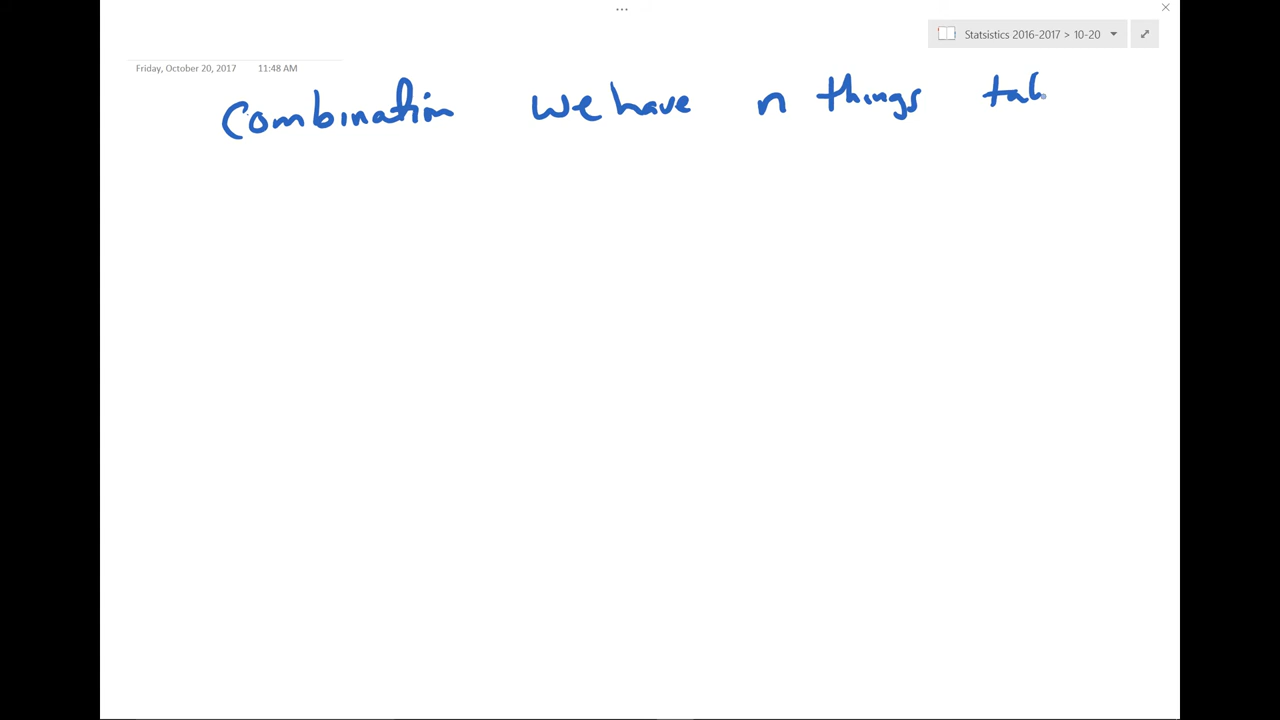 Statsistics 2016-2017 > 10-20
Friday, October 20, 2017 11:48 AM
Combination we have n things